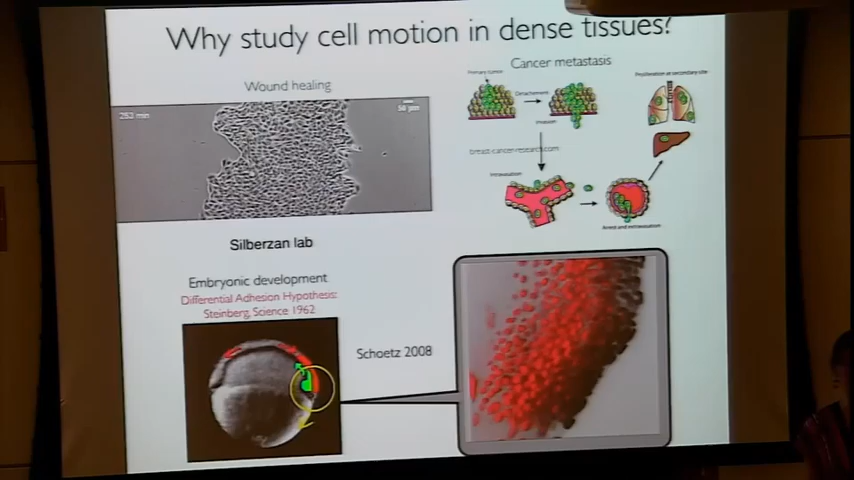 Why study cell motion in dense tissues?
Wound healing
252 min
50 µm
Silberzan lab
Cancer metastasis
Primary tumor
Detachment
Invasion
Proliferation at secondary site
breast-cancer-research.com
Intravasation
Arrest and extravasation
Embryonic development
Differential Adhesion Hypothesis:
Steinberg, Science 1962
Schoetz 2008